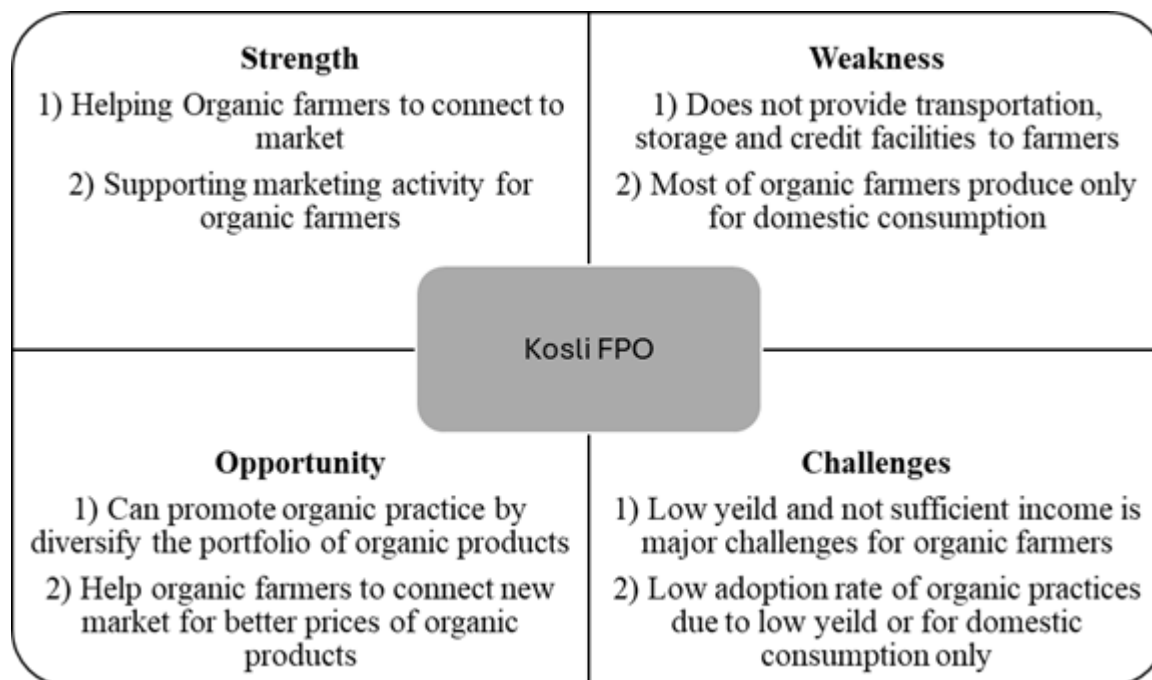 Strength
1) Helping Organic farmers to connect to
market
2) Supporting marketing activity for
organic farmers
Weakness
1) Does not provide transportation,
storage and credit facilities to farmers
2) Most of organic farmers produce only
for domestic consumption
Kosli FPO
Opportunity
1) Can promote organic practice by
diversify the portfolio of organic products
2) Help organic farmers to connect new
market for better prices of organic
products
Challenges
1) Low yeild and not sufficient income is
major challenges for organic farmers
2) Low adoption rate of organic practices
due to low yeild or for domestic
consumption only